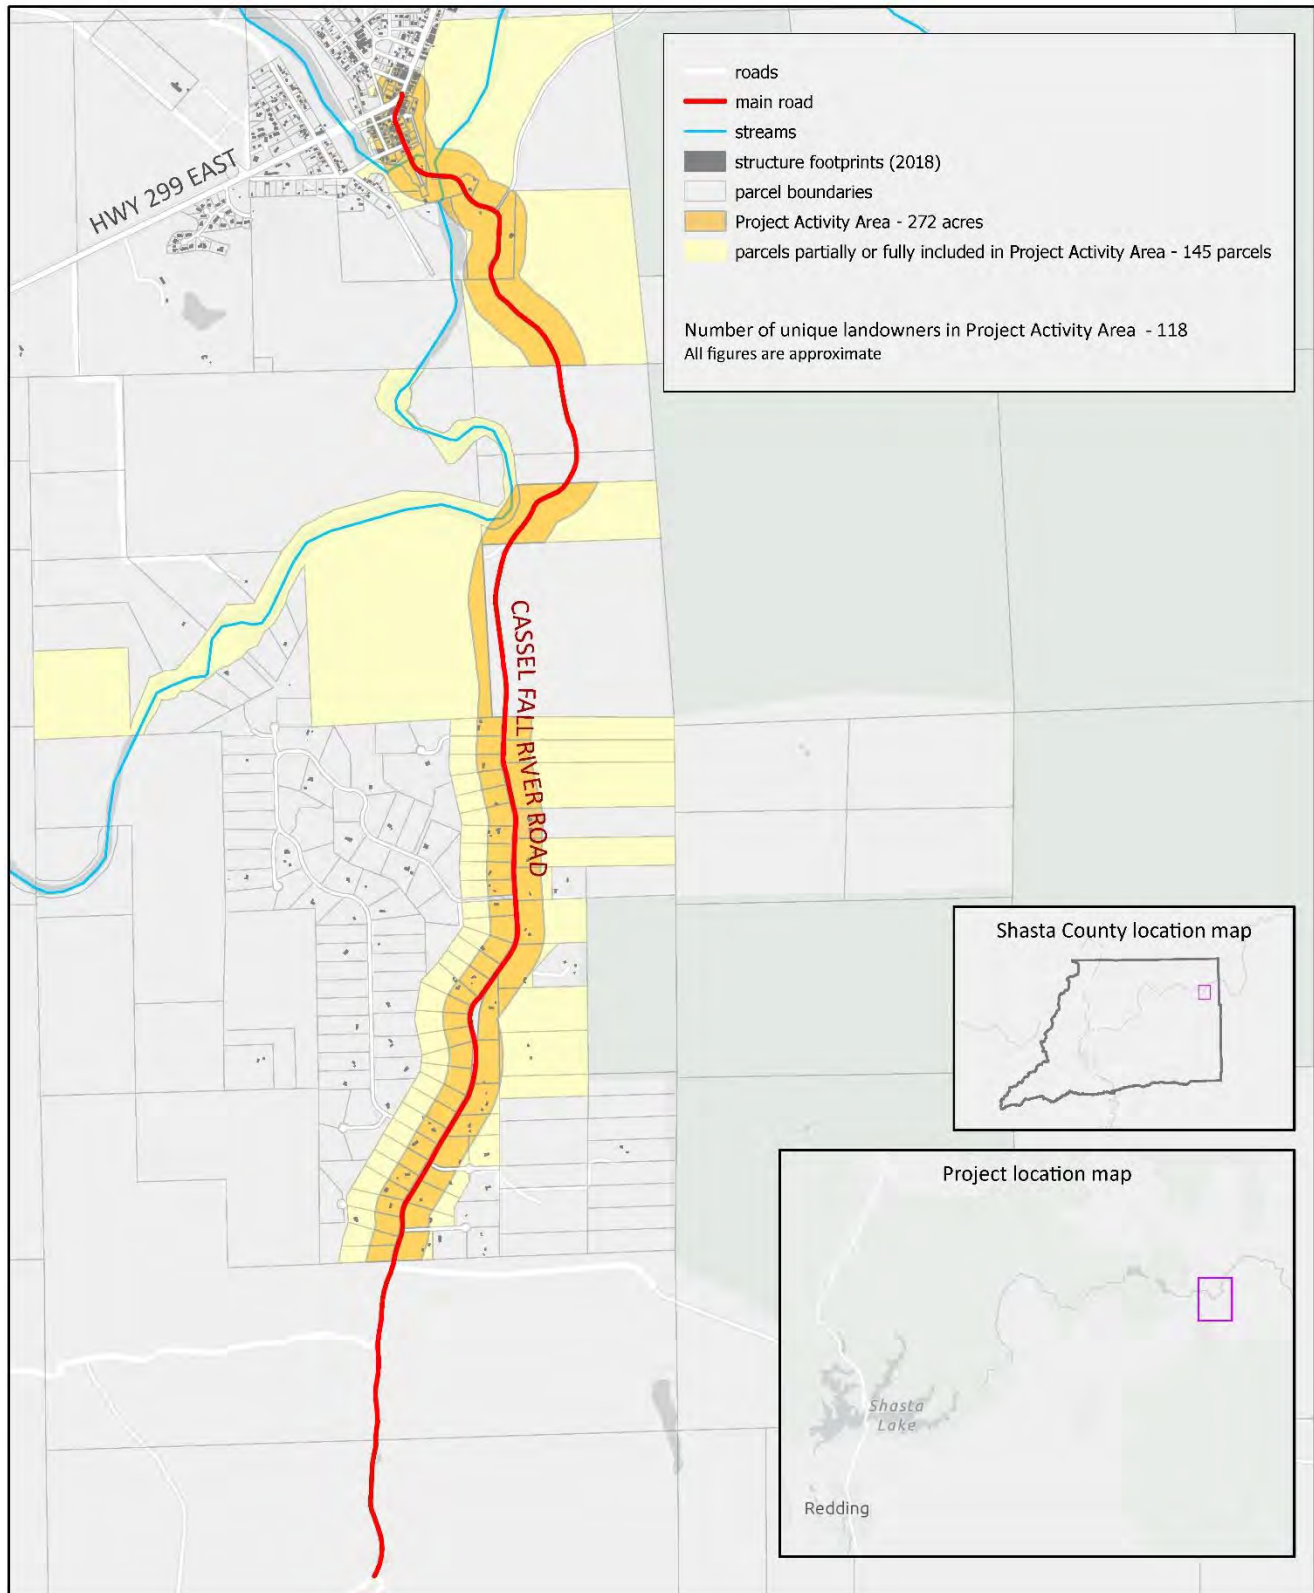 roads
main road
streams
structure footprints (2018)
parcel boundaries
Project Activity Area - 272 acres
parcels partially or fully included in Project Activity Area - 145 parcels
Number of unique landowners in Project Activity Area - 118
All figures are approximate
HWY 299 EAST
CASSEL FALL RIVER ROAD
Shasta County location map
Project location map
Shasta
Lake
Redding